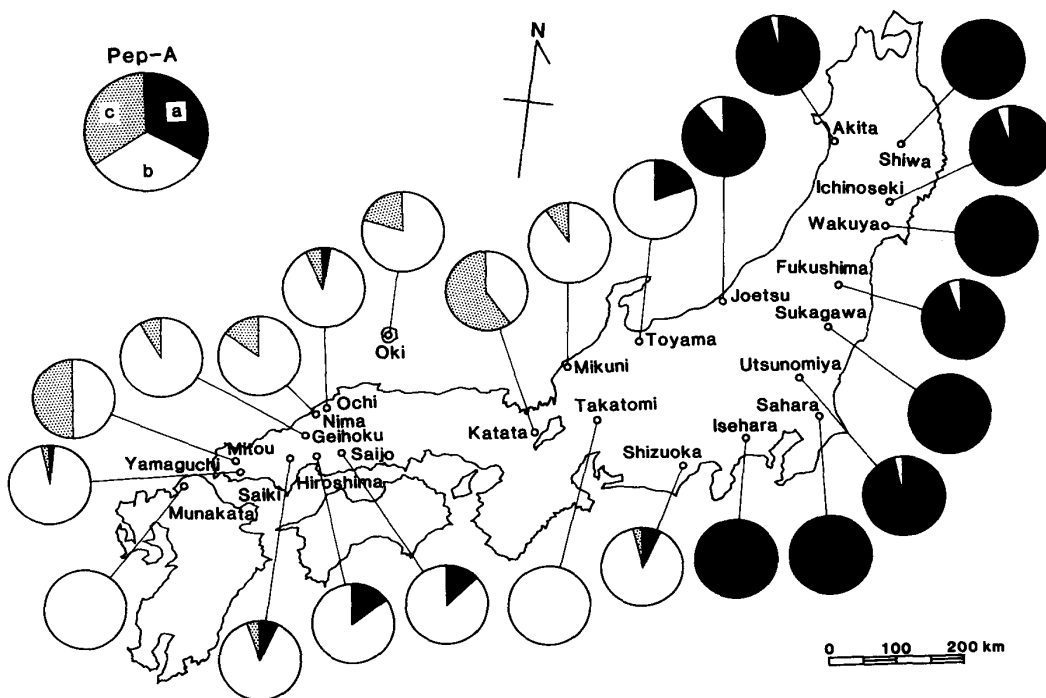 Pep-A
c
a
b
N
Akita
Shiwa
Ichinoseki
Wakuya
Fukushima
Joetsu
Sukagawa
Oki
Toyama
Mikuni
Utsunomiya
Ochi
Takatomi
Sahara
Nima
Isehara
Geihoku
Katata
Mitou
Saijo
Shizuoka
Yamaguchi
Hiroshima
Saiki
Munakata
0 100 200 km